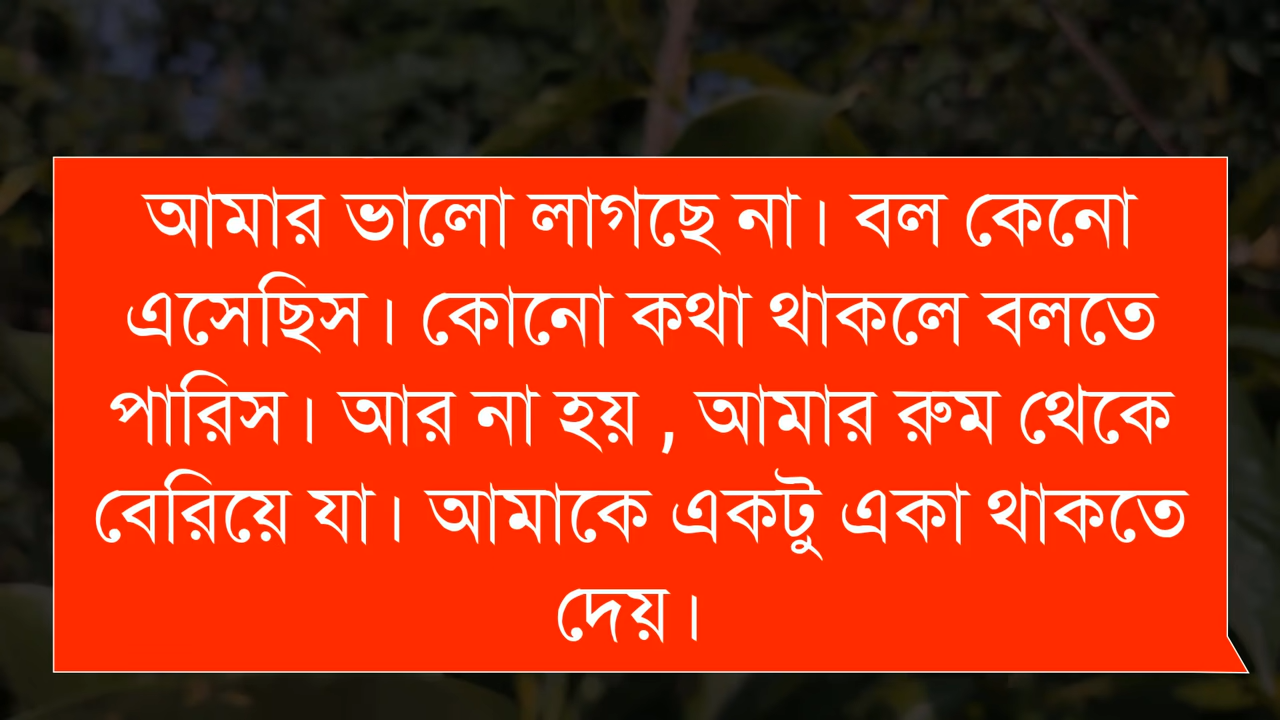 আমার ভালো লাগছে না। বল কেনো
এসেছিস। কোনো কথা থাকলে বলতে
পারিস। আর না হয় , আমার রুম থেকে
বেরিয়ে যা। আমাকে একটু একা থাকতে
দেয়।